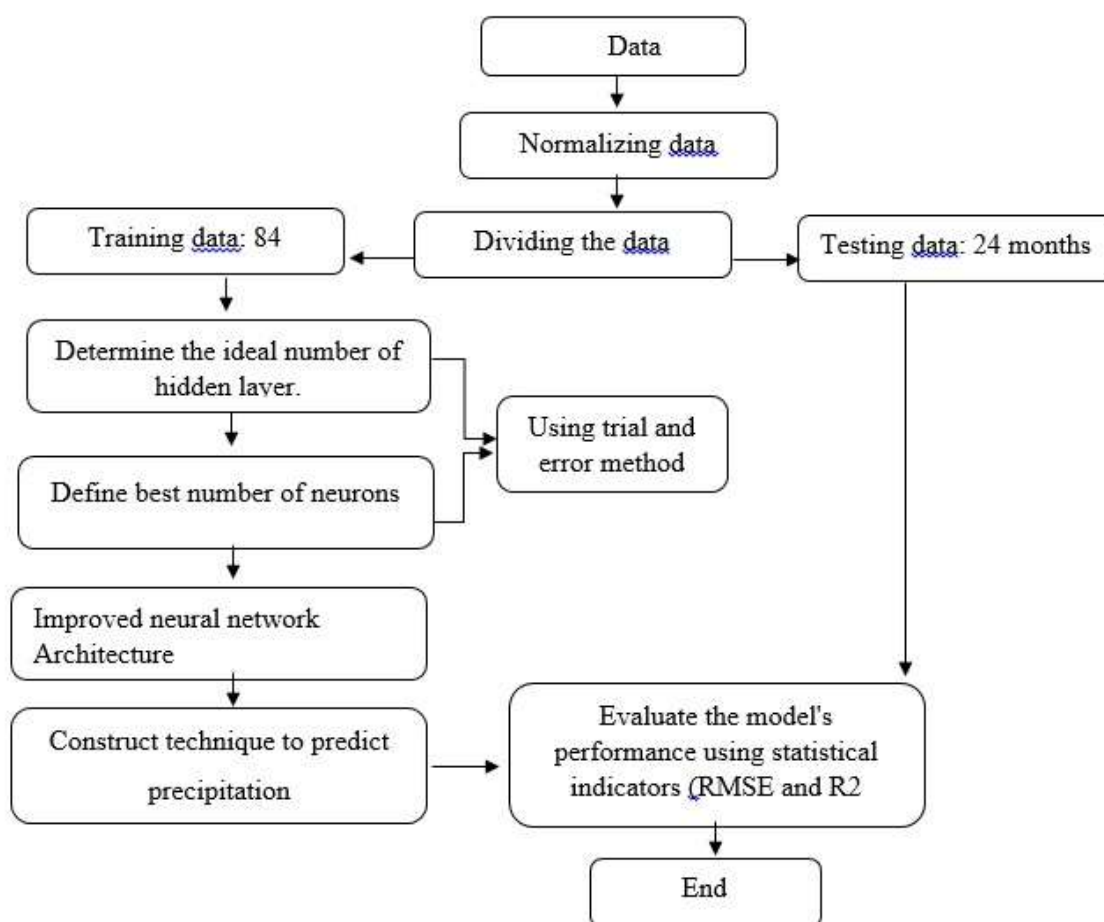 Data
Normalizing data
Training data: 84
Dividing the data
Testing data: 24 months
Determine the ideal number of
hidden layer.
Using trial and
error method
Define best number of neurons
Improved neural network
Architecture
Construct technique to predict
precipitation
Evaluate the model's
performance using statistical
indicators (RMSE and R2
End